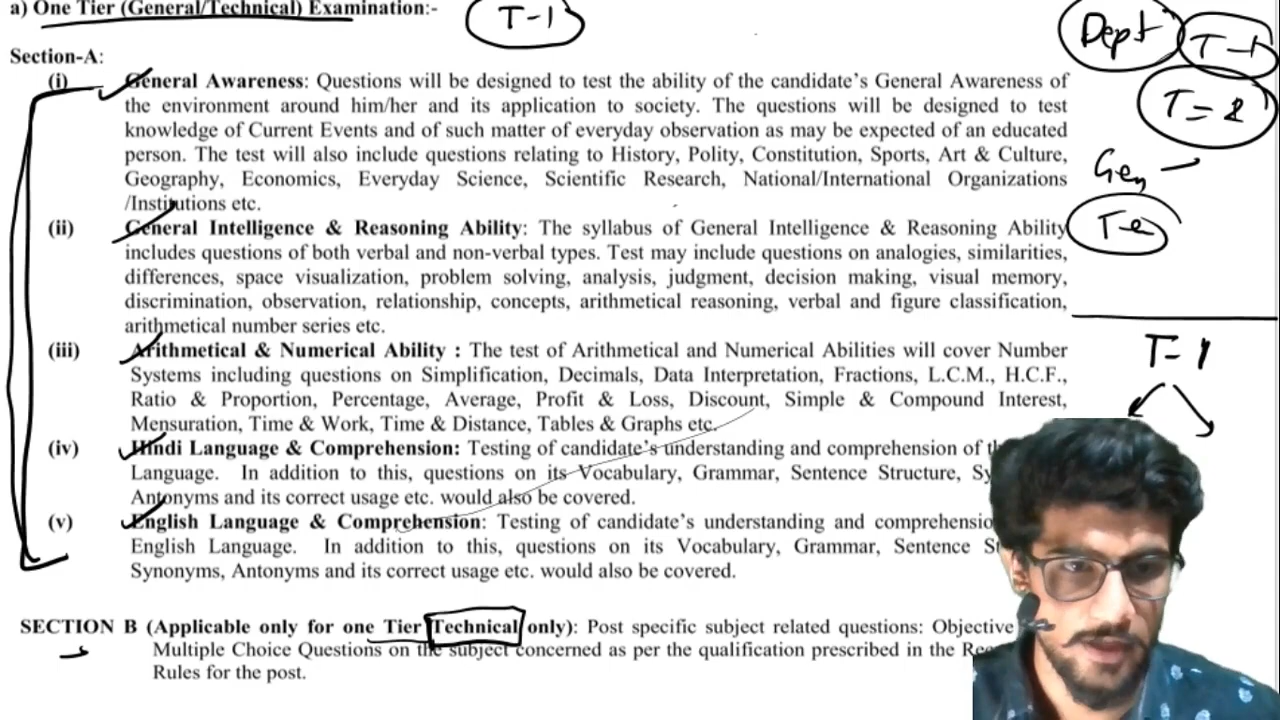 a) One Tier (General/Technical) Examination:-
T-1
Dept T-1
T-2
Section-A:
(i) General Awareness: Questions will be designed to test the ability of the candidate's General Awareness of
the environment around him/her and its application to society. The questions will be designed to test
knowledge of Current Events and of such matter of everyday observation as may be expected of an educated
person. The test will also include questions relating to History, Polity, Constitution, Sports, Art & Culture,
Geography, Economics, Everyday Science, Scientific Research, National/International Organizations
/Institutions etc.
Gen
(ii) General Intelligence & Reasoning Ability: The syllabus of General Intelligence & Reasoning Ability
includes questions of both verbal and non-verbal types. Test may include questions on analogies, similarities,
differences, space visualization, problem solving, analysis, judgment, decision making, visual memory,
discrimination, observation, relationship, concepts, arithmetical reasoning, verbal and figure classification,
arithmetical number series etc.
(iii) Arithmetical & Numerical Ability : The test of Arithmetical and Numerical Abilities will cover Number
Systems including questions on Simplification, Decimals, Data Interpretation, Fractions, L.C.M., H.C.F.,
Ratio & Proportion, Percentage, Average, Profit & Loss, Discount, Simple & Compound Interest,
Mensuration, Time & Work, Time & Distance, Tables & Graphs etc.
T-1
(iv) Hindi Language & Comprehension: Testing of candidate's understanding and comprehension of
Language. In addition to this, questions on its Vocabulary, Grammar, Sentence Structure,
Antonyms and its correct usage etc. would also be covered.
(v) English Language & Comprehension: Testing of candidate's understanding and
English Language. In addition to this, questions on its Vocabulary, Grammar, Sentence
Synonyms, Antonyms and its correct usage etc. would also be covered.
SECTION B (Applicable only for one Tier Technical only): Post specific subject related questions: Objective
Multiple Choice Questions on the subject concerned as per the qualification prescribed in the
Rules for the post.